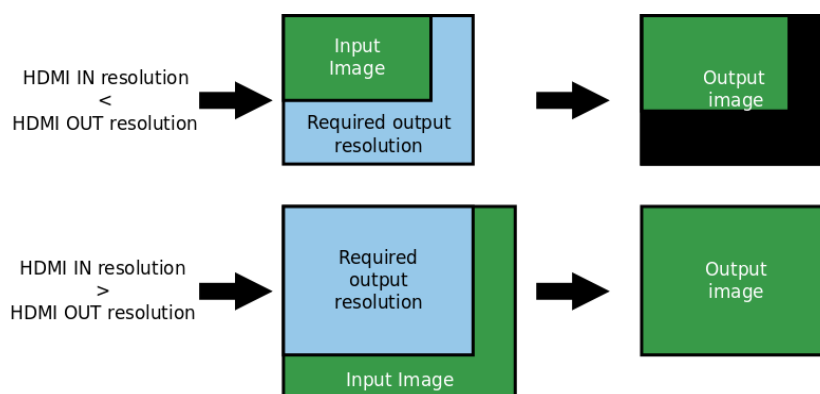 HDMI IN resolution
<
HDMI OUT resolution
Input
Image
Required output
resolution
Output
image
HDMI IN resolution
>
HDMI OUT resolution
Required
output
resolution
Input Image
Output
image